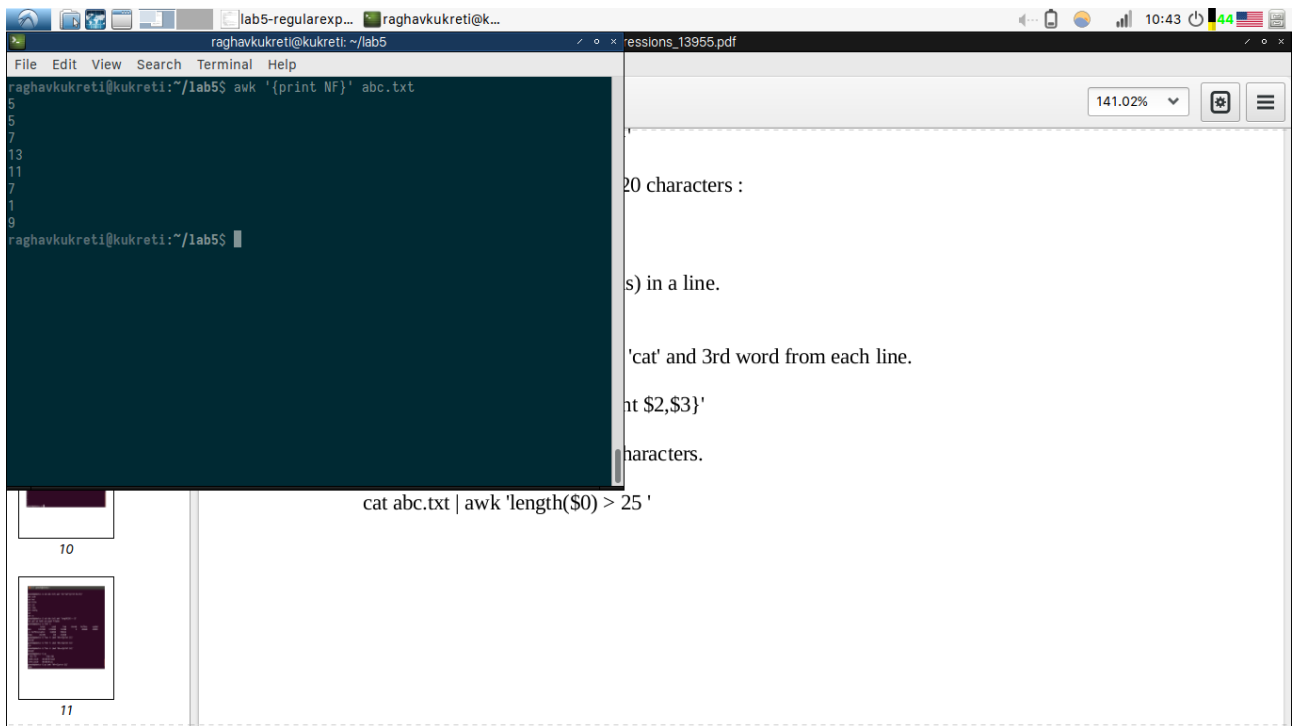 lab5-regularexp... raghavkukreti@k... 10:43 44
raghavkukreti@kukreti: ~/lab5
ressions_13955.pdf
File Edit View Search Terminal Help
raghavkukreti@kukreti:~/lab5$ awk '{print NF}' abc.txt
5
5
7
13
11
7
1
9
raghavkukreti@kukreti:~/lab5$
141.02%
20 characters :
s) in a line.
'cat' and 3rd word from each line.
nt $2,$3}'
haracters.
cat abc.txt | awk 'length($0) > 25 '
10
11